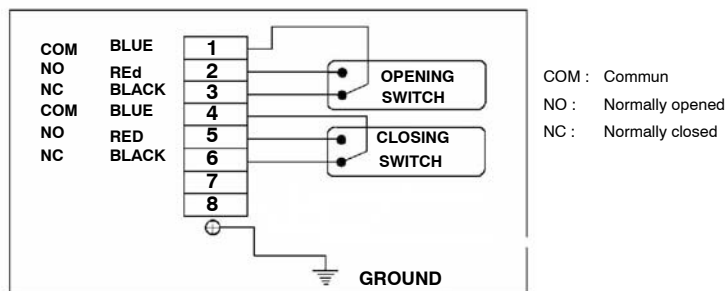 COM BLUE 1
NO REd 2
NC BLACK 3
COM BLUE 4
NO RED 5
NC BLACK 6
7
8
OPENING
SWITCH
CLOSING
SWITCH
GROUND
COM : Commun
NO : Normally opened
NC : Normally closed